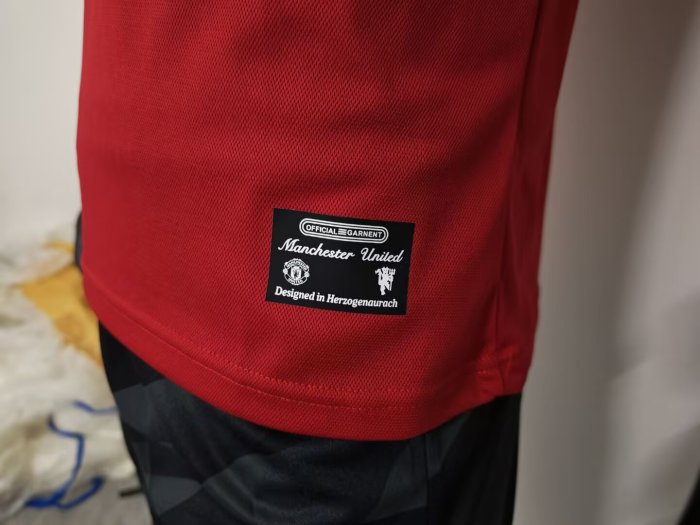 OFFICIAL GARNENT
Manchester United
Designed in Herzogenaurach